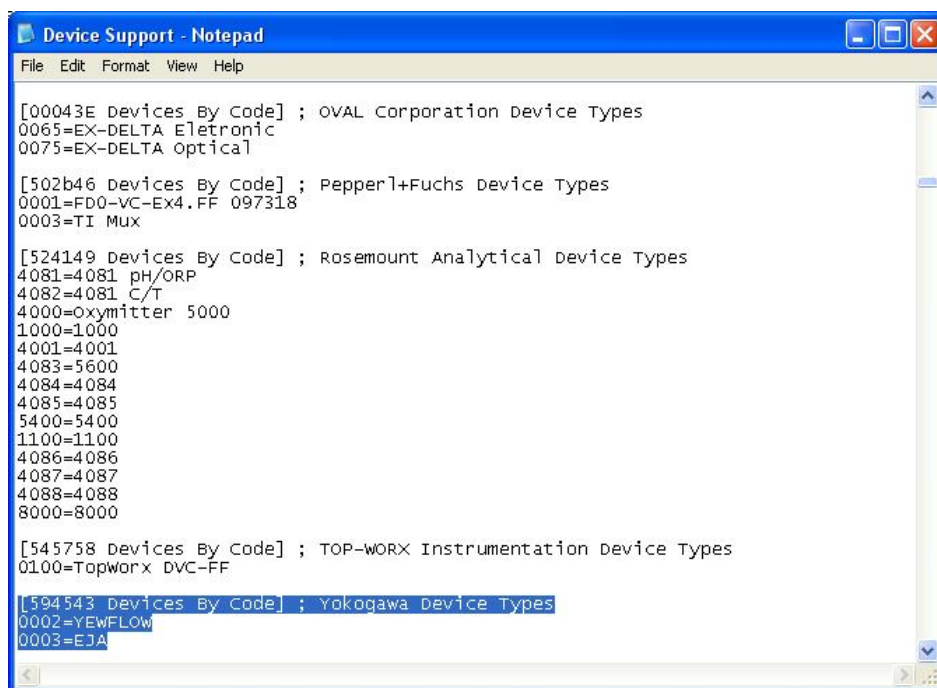 Device Support - Notepad
File Edit Format View Help
[00043E Devices By Code] ; OVAL Corporation Device Types
0065=EX-DELTA Eletronic
0075=EX-DELTA Optical
[502b46 Devices By Code] ; Pepperl+Fuchs Device Types
0001=FD0-VC-Ex4.FF 097318
0003=TI Mux
[524149 Devices By Code] ; Rosemount Analytical Device Types
4081=4081 pH/ORP
4082=4081 C/T
4000=Oxymitter 5000
1000=1000
4001=4001
4083=5600
4084=4084
4085=4085
5400=5400
1100=1100
4086=4086
4087=4087
4088=4088
8000=8000
[545758 Devices By Code] ; TOP-WORX Instrumentation Device Types
0100=TopWorx DVC-FF
[594543 Devices By Code] ; Yokogawa Device Types
0002=YEWFLOW
0003=EJA